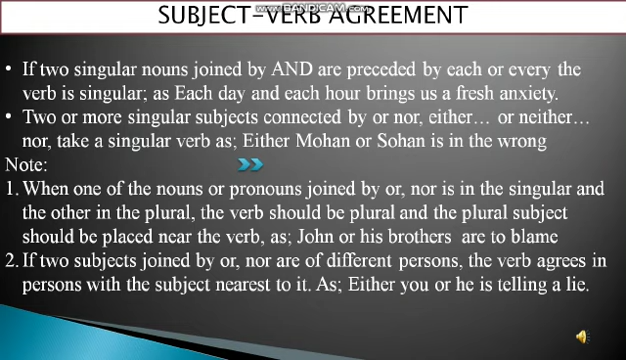 www.BANDICAM.com
SUBJECT-VERB AGREEMENT
• If two singular nouns joined by AND are preceded by each or every the
verb is singular; as Each day and each hour brings us a fresh anxiety.
• Two or more singular subjects connected by or nor, either… or neither…
nor, take a singular verb as; Either Mohan or Sohan is in the wrong
Note:
1. When one of the nouns or pronouns joined by or, nor is in the singular and
the other in the plural, the verb should be plural and the plural subject
should be placed near the verb, as; John or his brothers are to blame
2. If two subjects joined by or, nor are of different persons, the verb agrees in
persons with the subject nearest to it. As; Either you or he is telling a lie.